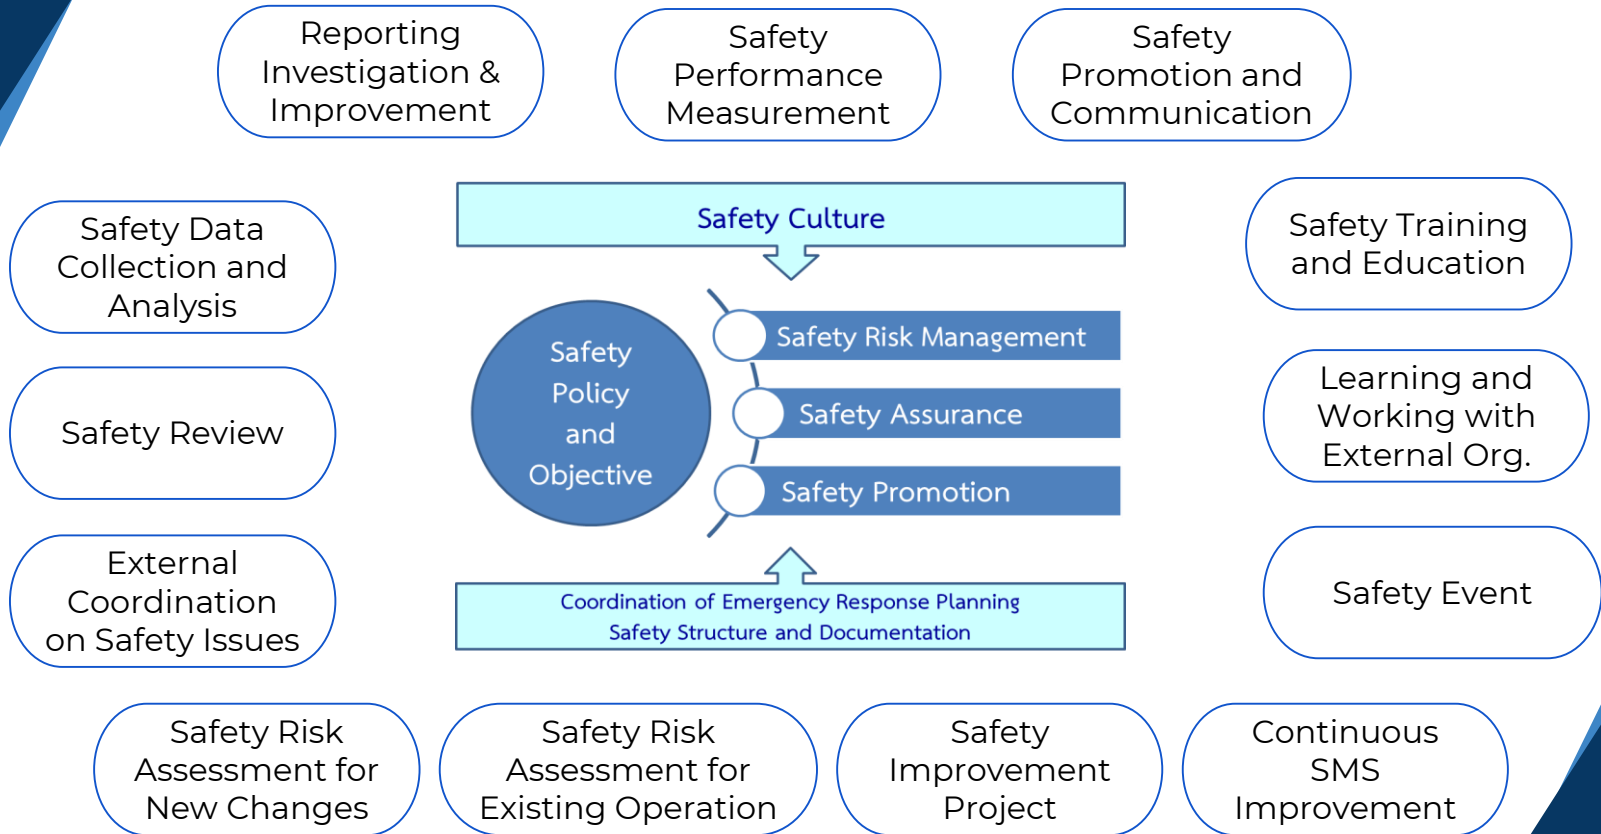 Reporting
Investigation &
Improvement
Safety
Performance
Measurement
Safety
Promotion and
Communication
Safety Data
Collection and
Analysis
Safety Culture
Safety Training
and Education
Safety
Policy
and
Objective
Safety Risk Management
Safety Assurance
Safety Promotion
Safety Review
Learning and
Working with
External Org.
External
Coordination
on Safety Issues
Coordination of Emergency Response Planning
Safety Structure and Documentation
Safety Event
Safety Risk
Assessment for
New Changes
Safety Risk
Assessment for
Existing Operation
Safety
Improvement
Project
Continuous
SMS
Improvement